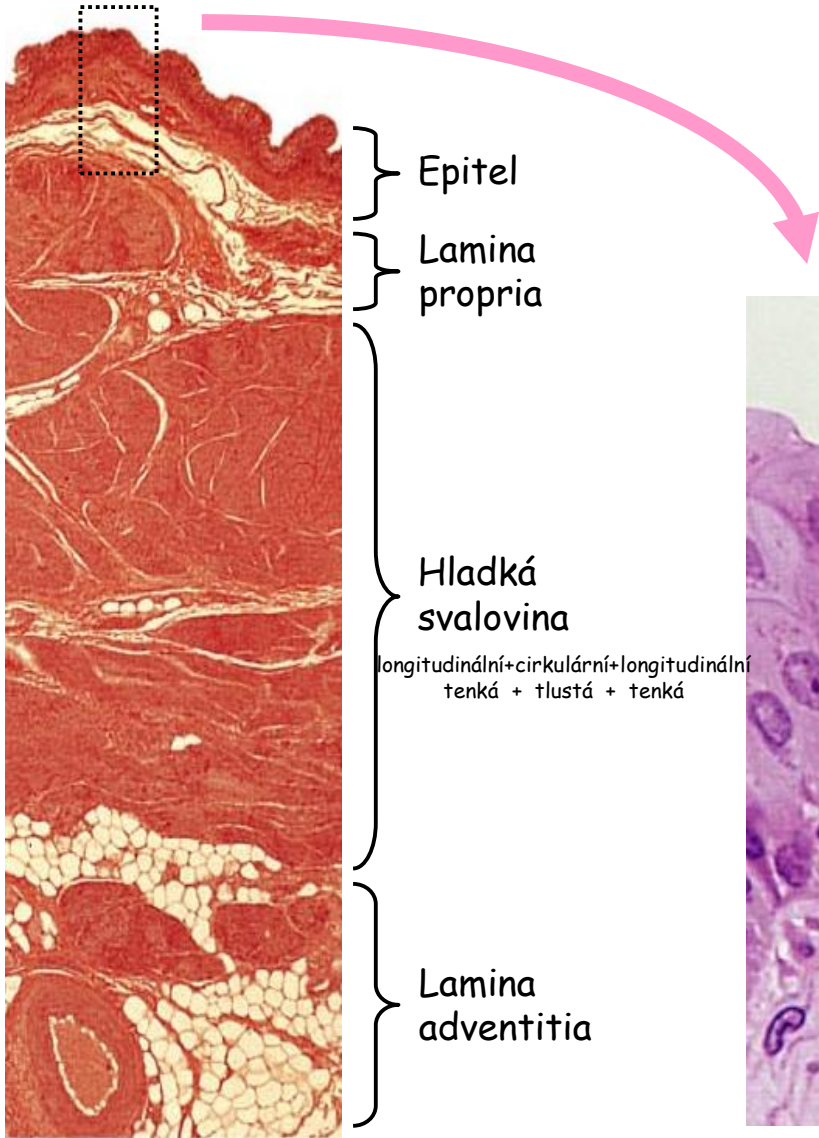 Epitel
Lamina
propria
Hladká
svalovina
longitudinální+cirkulární+longitudinální
tenká + tlustá + tenká
Lamina
adventitia